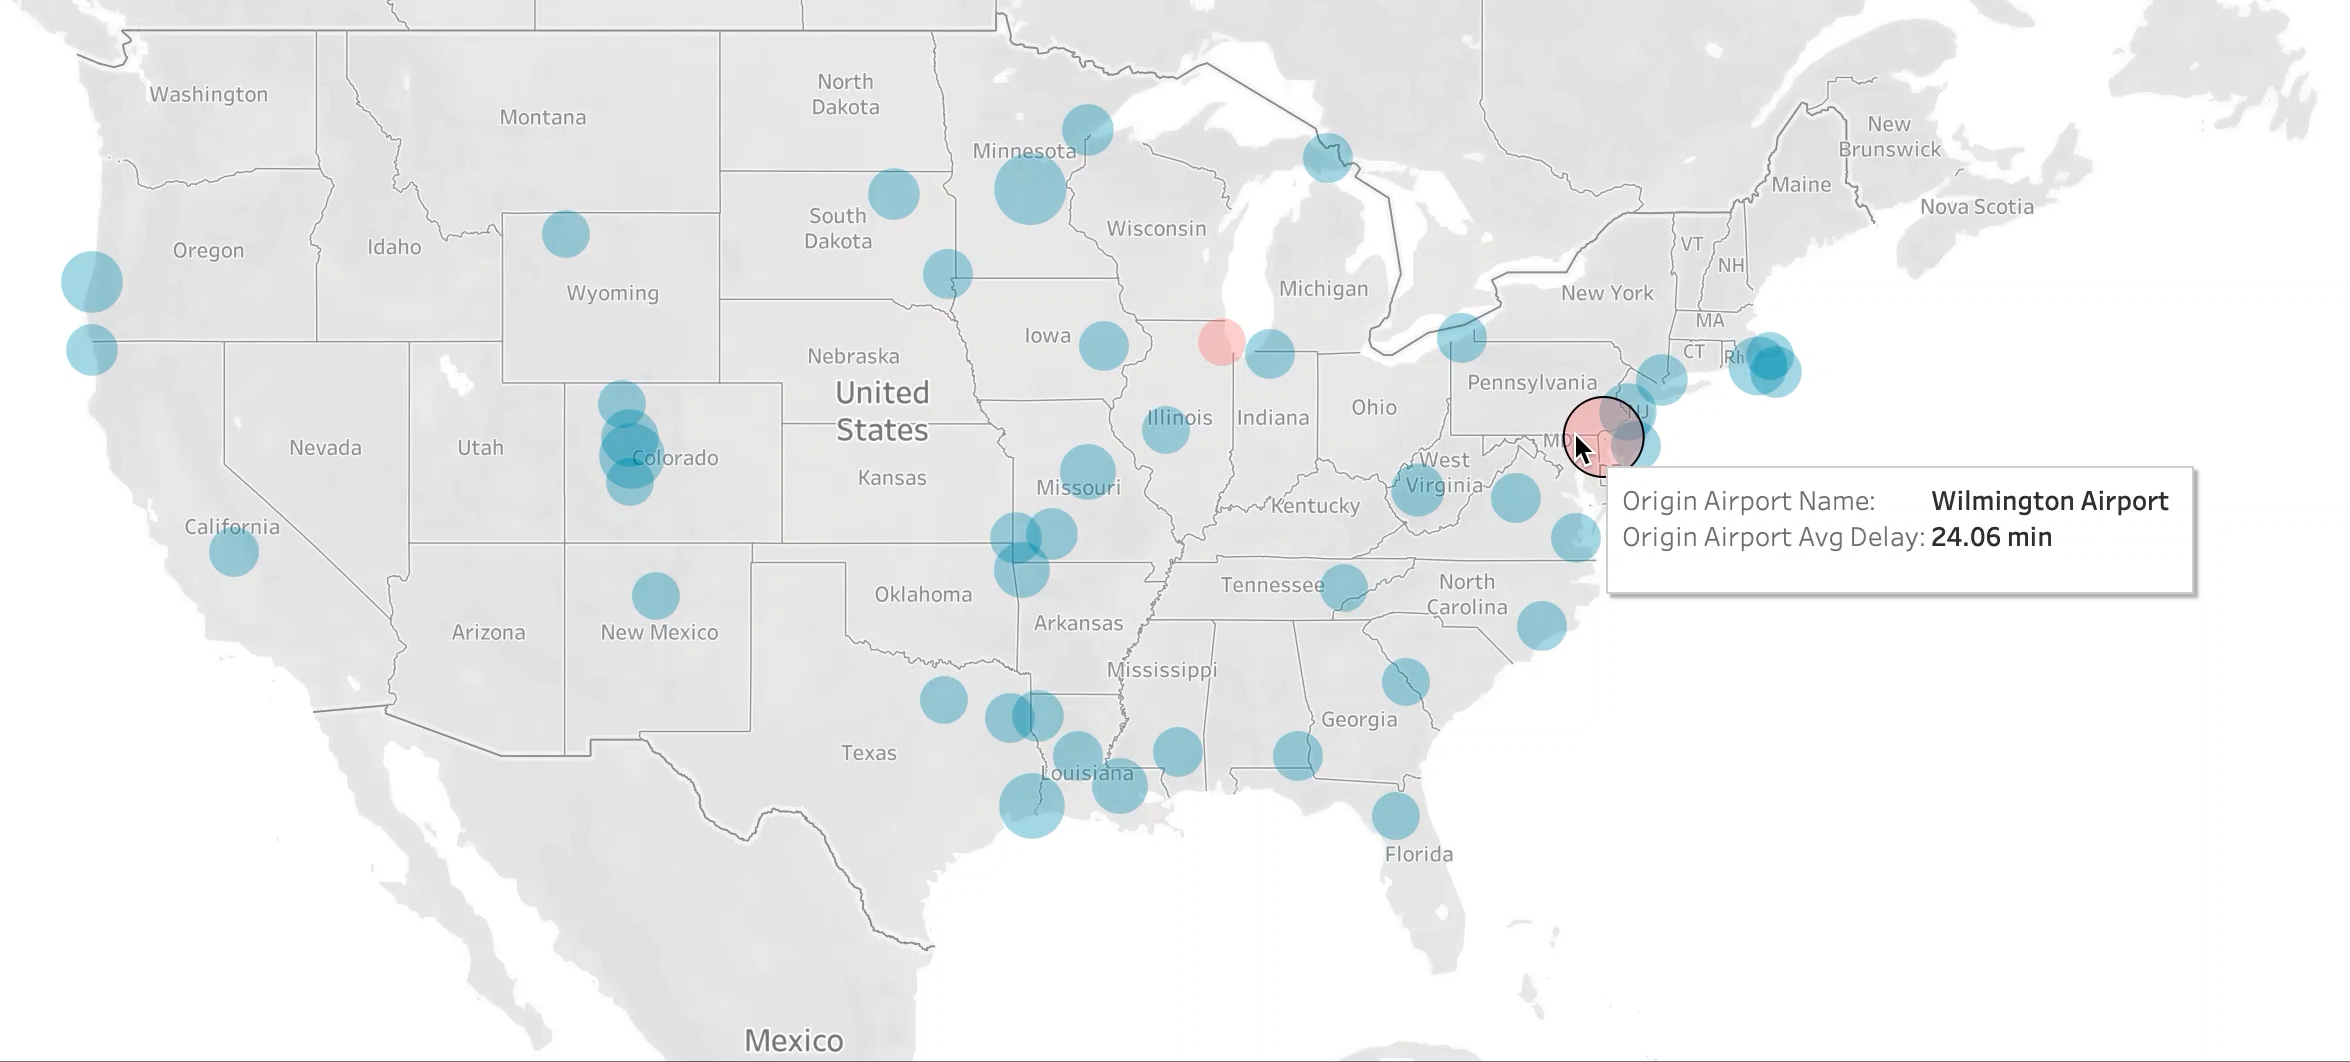 Washington
Montana
North
Dakota
Minnesota
New
Brunswick
Maine
Nova Scotia
South
Dakota
Wisconsin
Oregon
Idaho
VT
NH
Wyoming
Michigan
New York
MA
Iowa
Nebraska
CT
Pennsylvania
United
States
Illinois
Indiana
Ohio
NJ
Nevada
Utah
Colorado
MD
West
Virginia
Kansas
Missouri
Kentucky
California
Origin Airport Name: Wilmington Airport
Origin Airport Avg Delay: 24.06 min
Oklahoma
Tennessee
North
Carolina
Arkansas
Arizona
New Mexico
Mississippi
Georgia
Texas
Louisiana
Florida
Mexico